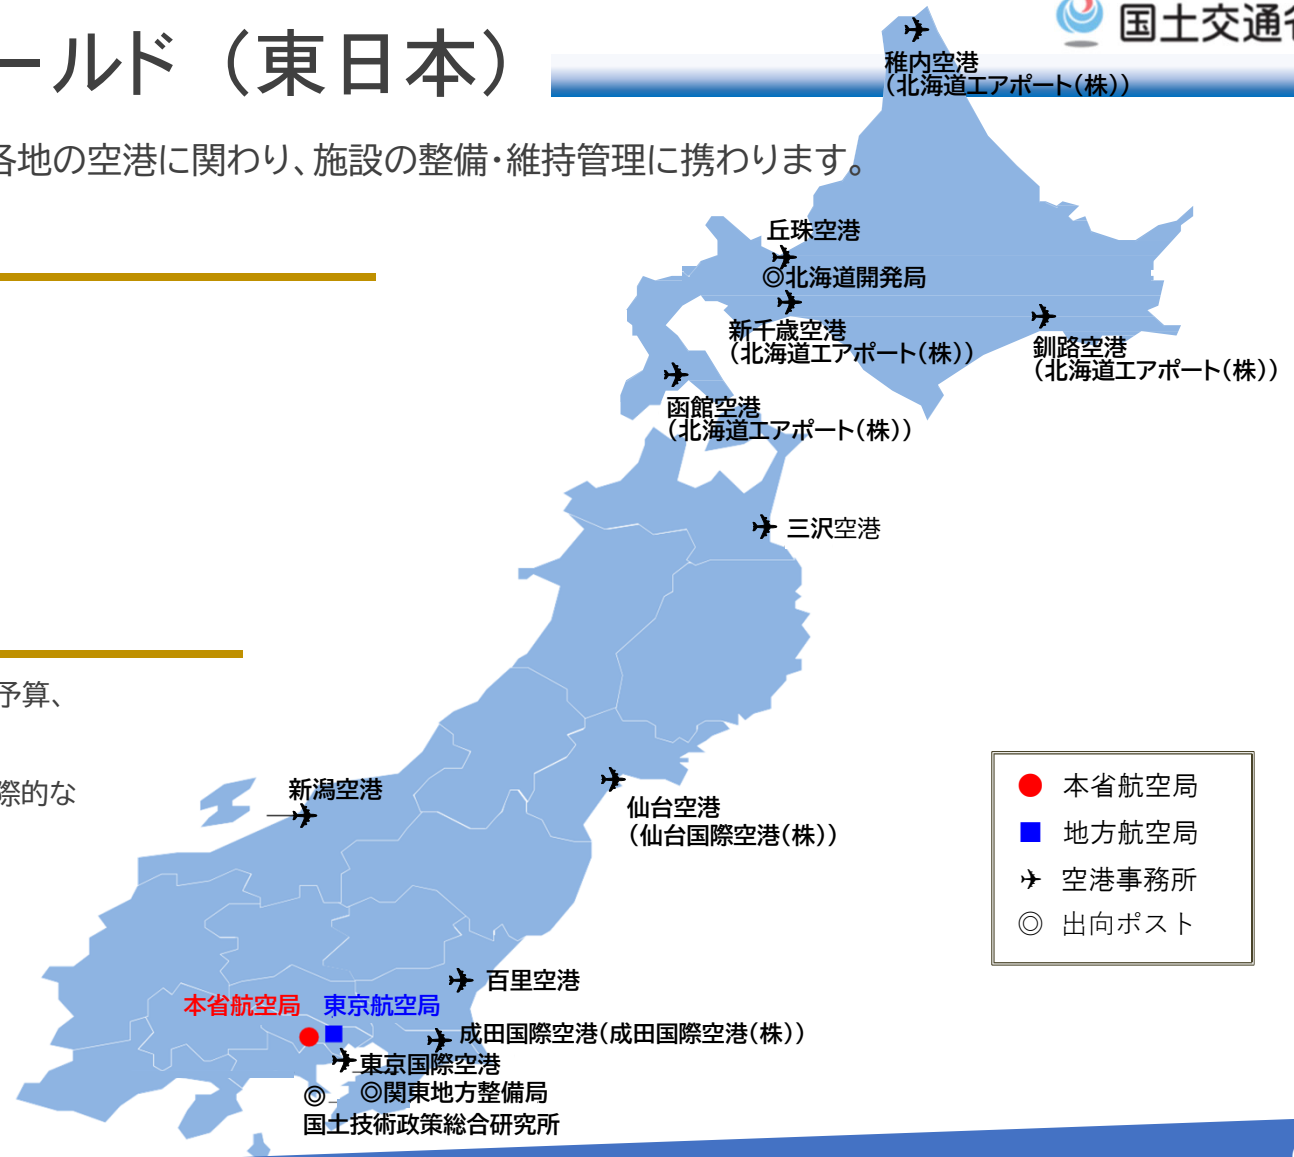 国土交通省
ールド（東日本）
稚内空港
（北海道エアポート（株））
各地の空港に関わり、施設の整備・維持管理に携わります。
丘珠空港
◎北海道開発局
新千歳空港
（北海道エアポート（株））
釧路空港
（北海道エアポート（株））
函館空港
（北海道エアポート（株））
三沢空港
予算、
際的な
新潟空港
仙台空港
（仙台国際空港（株））
本省航空局
地方航空局
空港事務所
◎ 出向ポスト
百里空港
本省航空局 東京航空局
成田国際空港（成田国際空港（株））
東京国際空港
◎関東地方整備局
◎
国土技術政策総合研究所